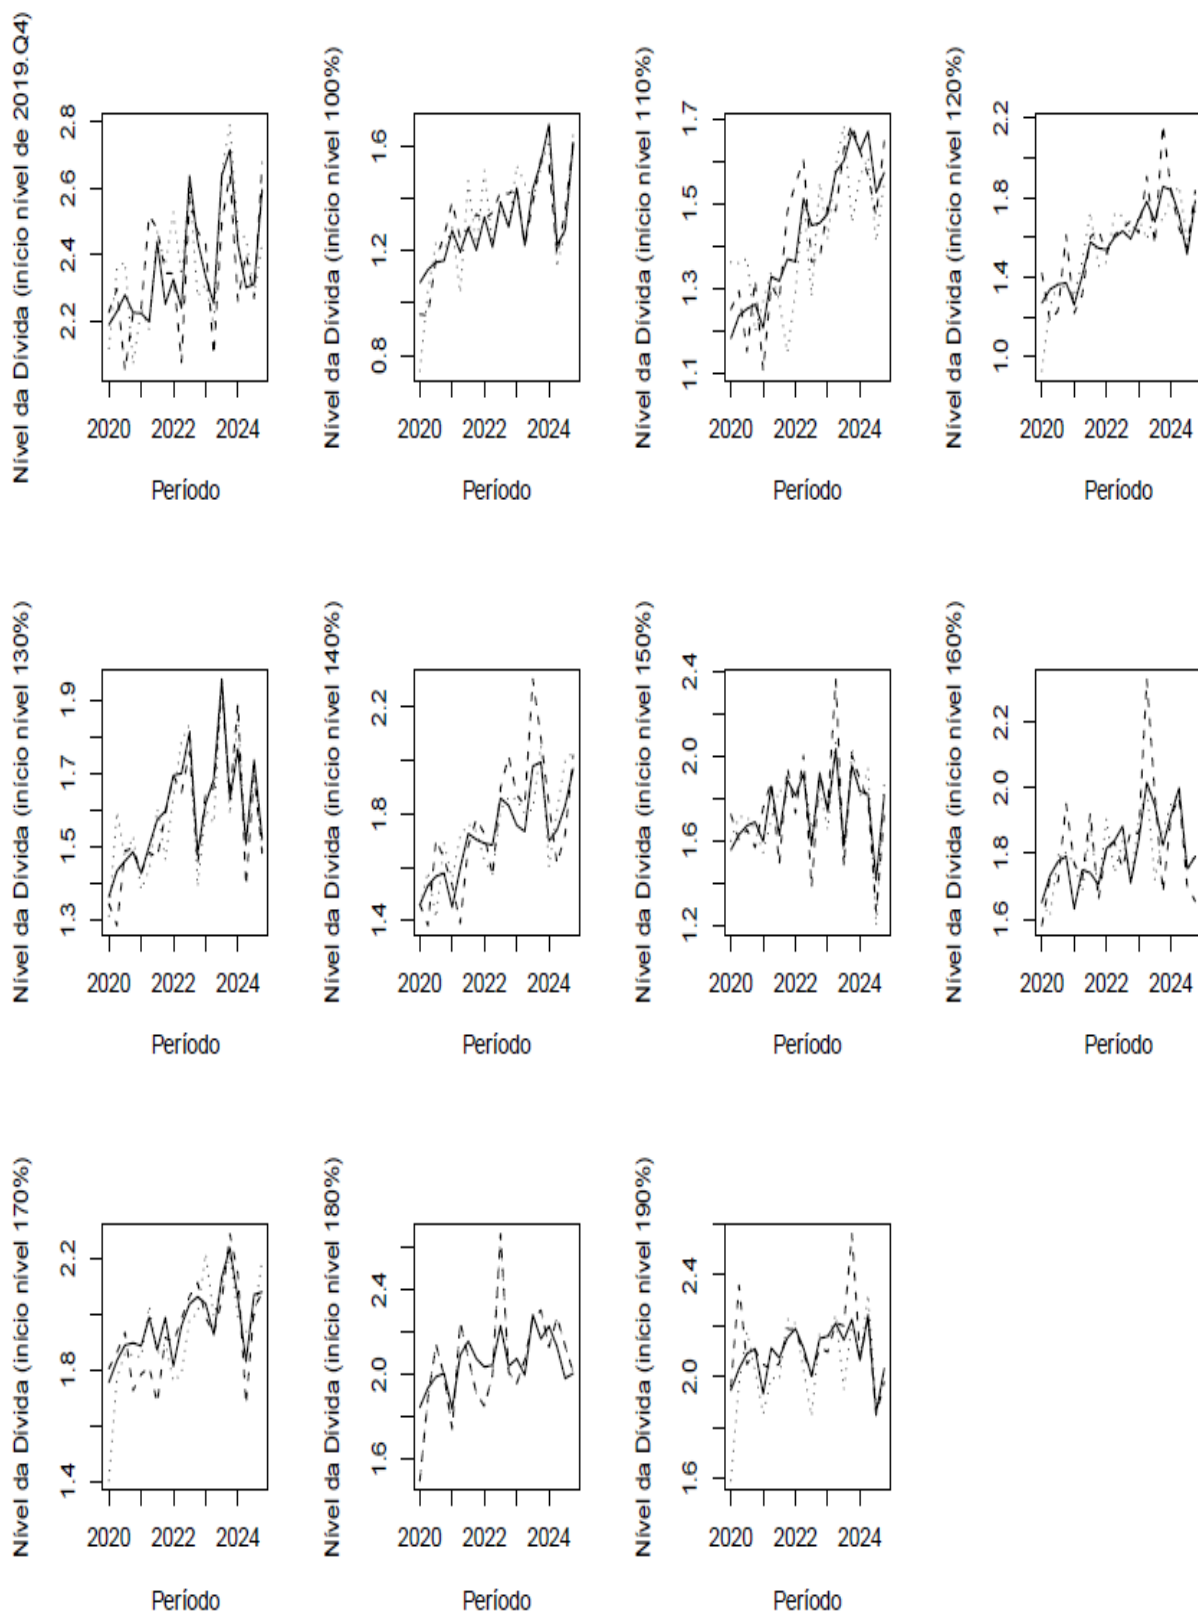 Nível da Dívida (início nível de 2019.Q4)
2.2 2.4 2.6 2.8
2020 2022 2024
Período
Nível da Dívida (início nível 100%)
0.8 1.2 1.6
2020 2022 2024
Período
Nível da Dívida (início nível 110%)
1.1 1.3 1.5 1.7
2020 2022 2024
Período
Nível da Dívida (início nível 120%)
1.0 1.4 1.8 2.2
2020 2022 2024
Período
Nível da Dívida (início nível 130%)
1.3 1.5 1.7 1.9
2020 2022 2024
Período
Nível da Dívida (início nível 140%)
1.4 1.8 2.2
2020 2022 2024
Período
Nível da Dívida (início nível 150%)
1.2 1.6 2.0 2.4
2020 2022 2024
Período
Nível da Dívida (início nível 160%)
1.6 1.8 2.0 2.2
2020 2022 2024
Período
Nível da Dívida (início nível 170%)
1.4 1.8 2.2
2020 2022 2024
Período
Nível da Dívida (início nível 180%)
1.6 2.0 2.4
2020 2022 2024
Período
Nível da Dívida (início nível 190%)
1.6 2.0 2.4
2020 2022 2024
Período